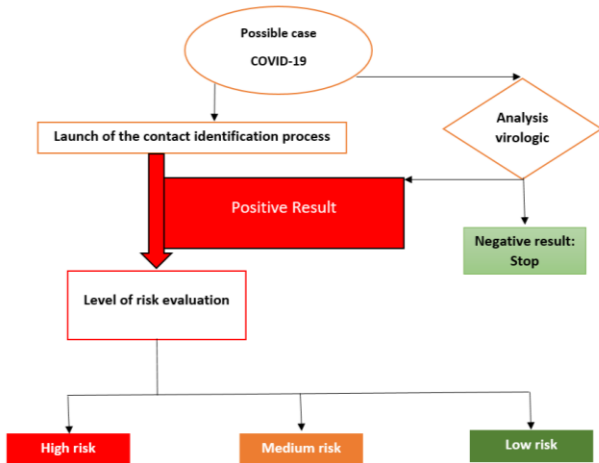 Possible case
COVID-19
Launch of the contact identification process
Analysis
virologic
Positive Result
Negative result:
Stop
Level of risk evaluation
High risk
Medium risk
Low risk